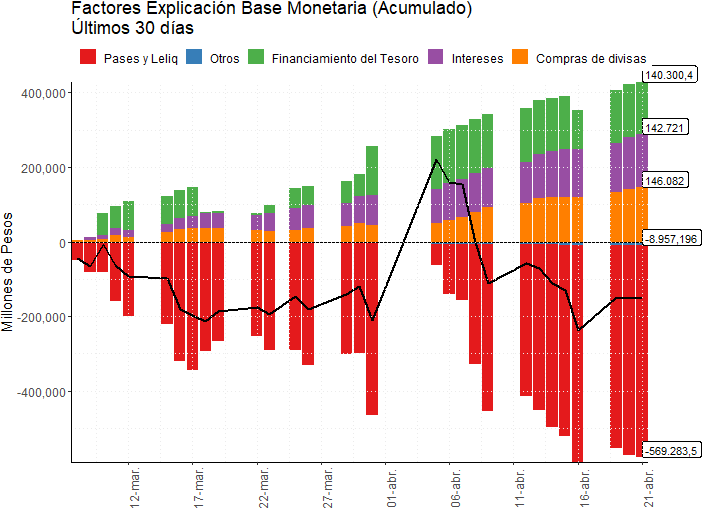 Factores Explicación Base Monetaria (Acumulado)
Últimos 30 días
Pases y Leliq Otros Financiamiento del Tesoro Intereses Compras de divisas
Millones de Pesos
400,000
200,000
0
-200,000
-400,000
140.300,4
142.721
146.082
-8.957,196
-569.283,5
12-mar.
17-mar.
22-mar.
27-mar.
01-abr.
06-abr.
11-abr.
16-abr.
21-abr.